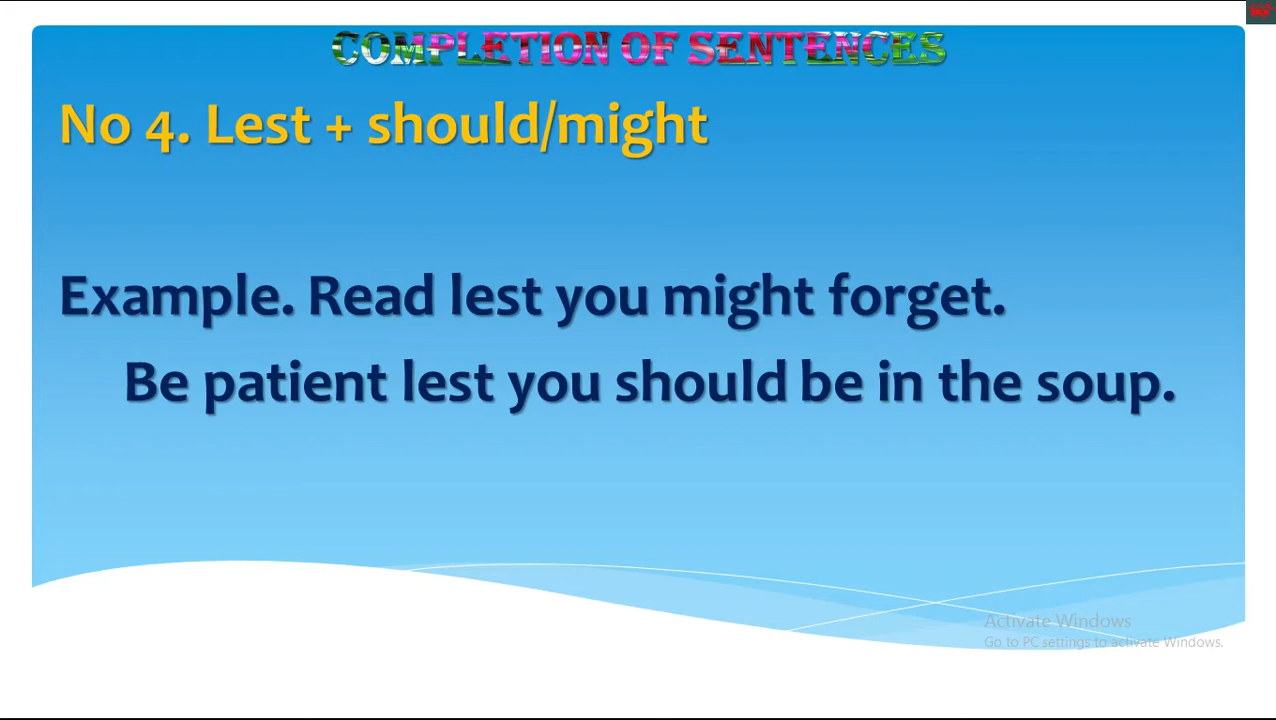 COMPLETION OF SENTENCES
No 4. Lest + should/might
Example. Read lest you might forget.
Be patient lest you should be in the soup.
Activate Windows
Go to PC settings to activate Windows.